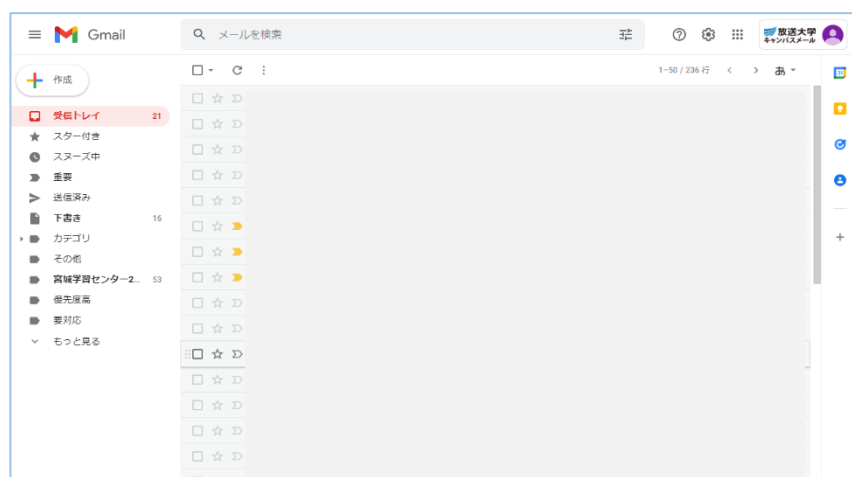 Gmail
メールを検索
放送大学
キャンパスメール
作成
1-50 / 236 行
あ
受信トレイ 21
スター付き
スヌーズ中
重要
送信済み
下書き 16
カテゴリ
その他
宮城学習センター2... 53
優先度高
要対応
もっと見る